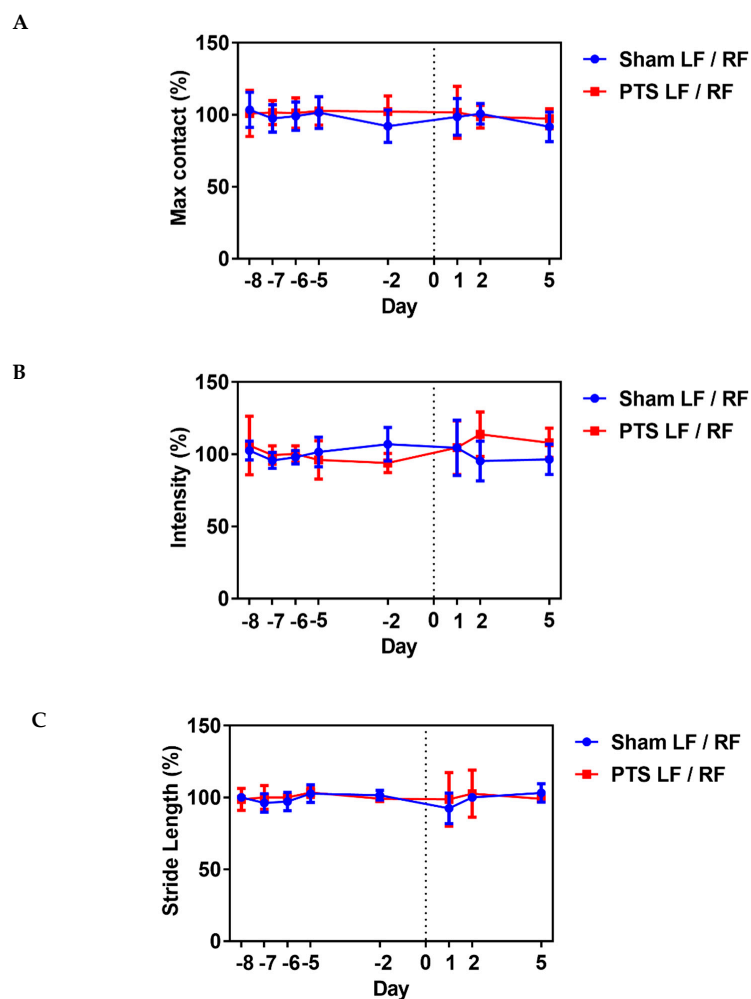 A
Max contact (%)
150
100
50
0
-8 -7 -6 -5 -2 0 1 2 5
Day
Sham LF / RF
PTS LF / RF
B
Intensity (%)
150
100
50
0
-8 -7 -6 -5 -2 0 1 2 5
Day
Sham LF / RF
PTS LF / RF
C
Stride Length (%)
150
100
50
0
-8 -7 -6 -5 -2 0 1 2 5
Day
Sham LF / RF
PTS LF / RF